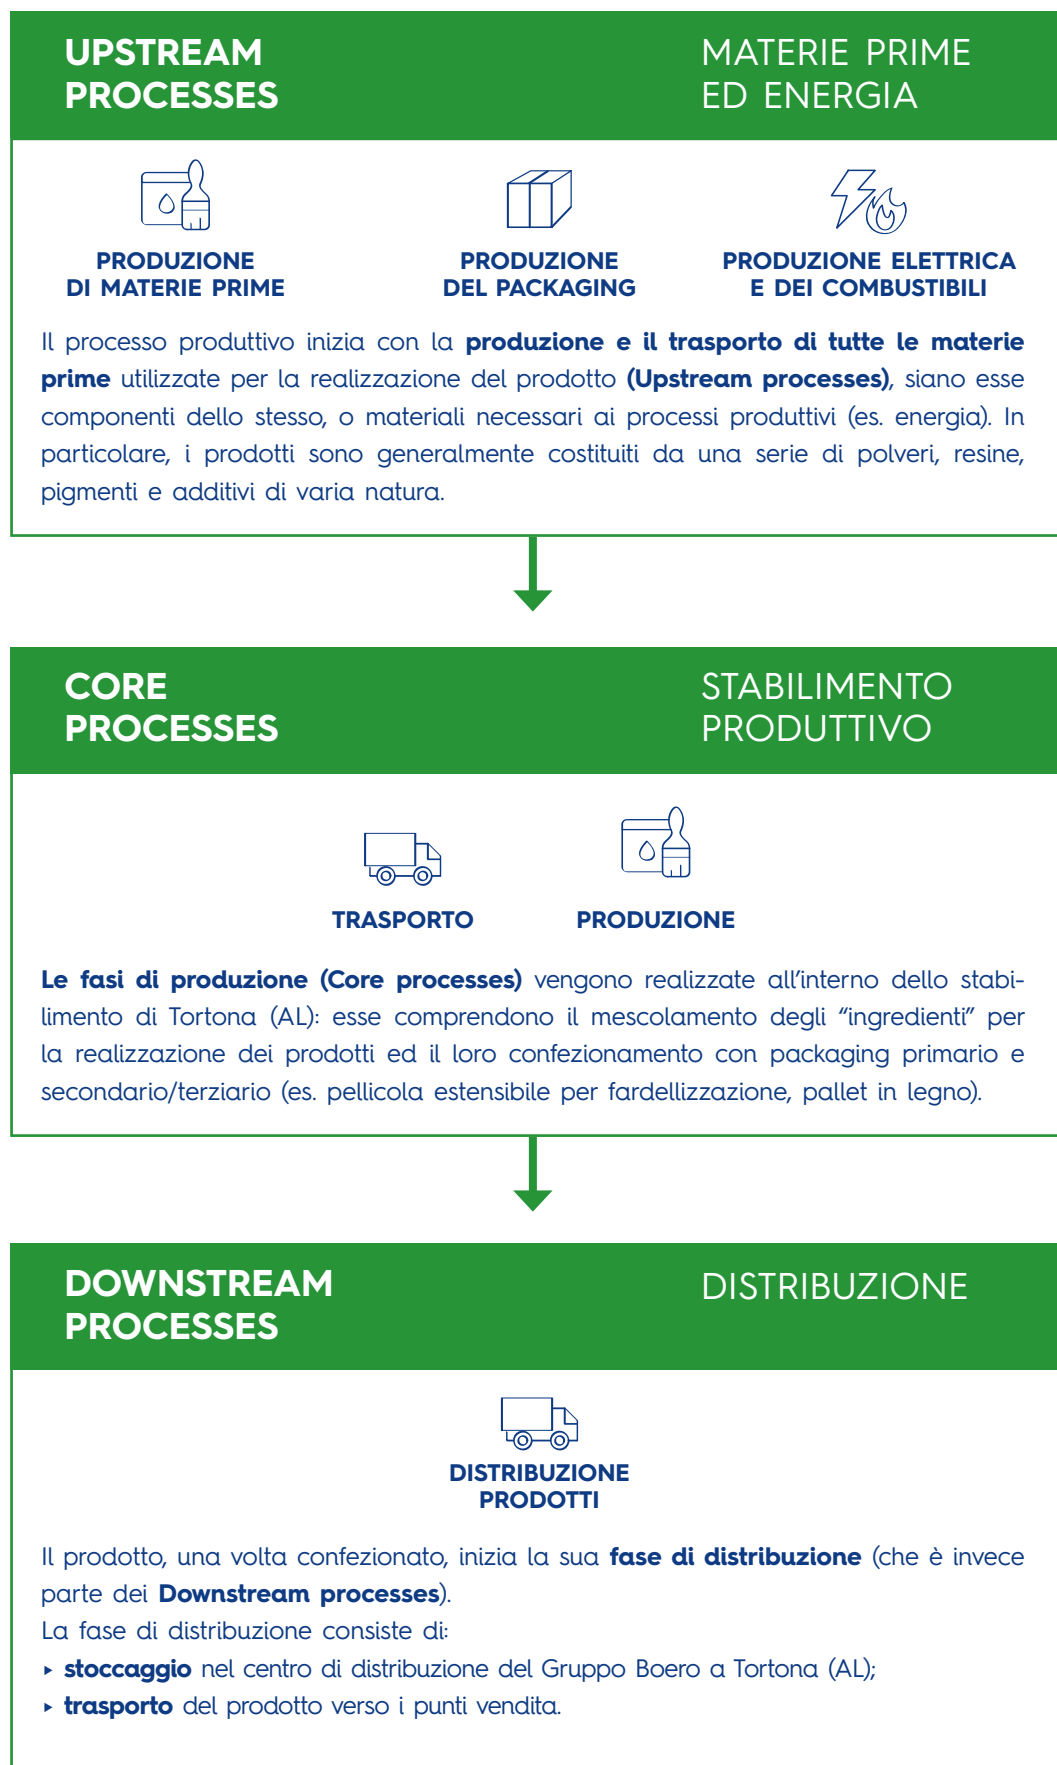 UPSTREAM
PROCESSES
MATERIE PRIME
ED ENERGIA
PRODUZIONE
DI MATERIE PRIME
PRODUZIONE
DEL PACKAGING
PRODUZIONE ELETTRICA
E DEI COMBUSTIBILI
Il processo produttivo inizia con la produzione e il trasporto di tutte le materie
prime utilizzate per la realizzazione del prodotto (Upstream processes), siano esse
componenti dello stesso, o materiali necessari ai processi produttivi (es. energia). In
particolare, i prodotti sono generalmente costituiti da una serie di polveri, resine,
pigmenti e additivi di varia natura.
CORE
PROCESSES
STABILIMENTO
PRODUTTIVO
TRASPORTO
PRODUZIONE
Le fasi di produzione (Core processes) vengono realizzate all’interno dello stabi-
limento di Tortona (AL): esse comprendono il mescolamento degli “ingredienti” per
la realizzazione dei prodotti ed il loro confezionamento con packaging primario e
secondario/terziario (es. pellicola estensibile per fardellizzazione, pallet in legno).
DOWNSTREAM
PROCESSES
DISTRIBUZIONE
DISTRIBUZIONE
PRODOTTI
Il prodotto, una volta confezionato, inizia la sua fase di distribuzione (che è invece
parte dei Downstream processes).
La fase di distribuzione consiste di:
▸ stoccaggio nel centro di distribuzione del Gruppo Boero a Tortona (AL);
▸ trasporto del prodotto verso i punti vendita.